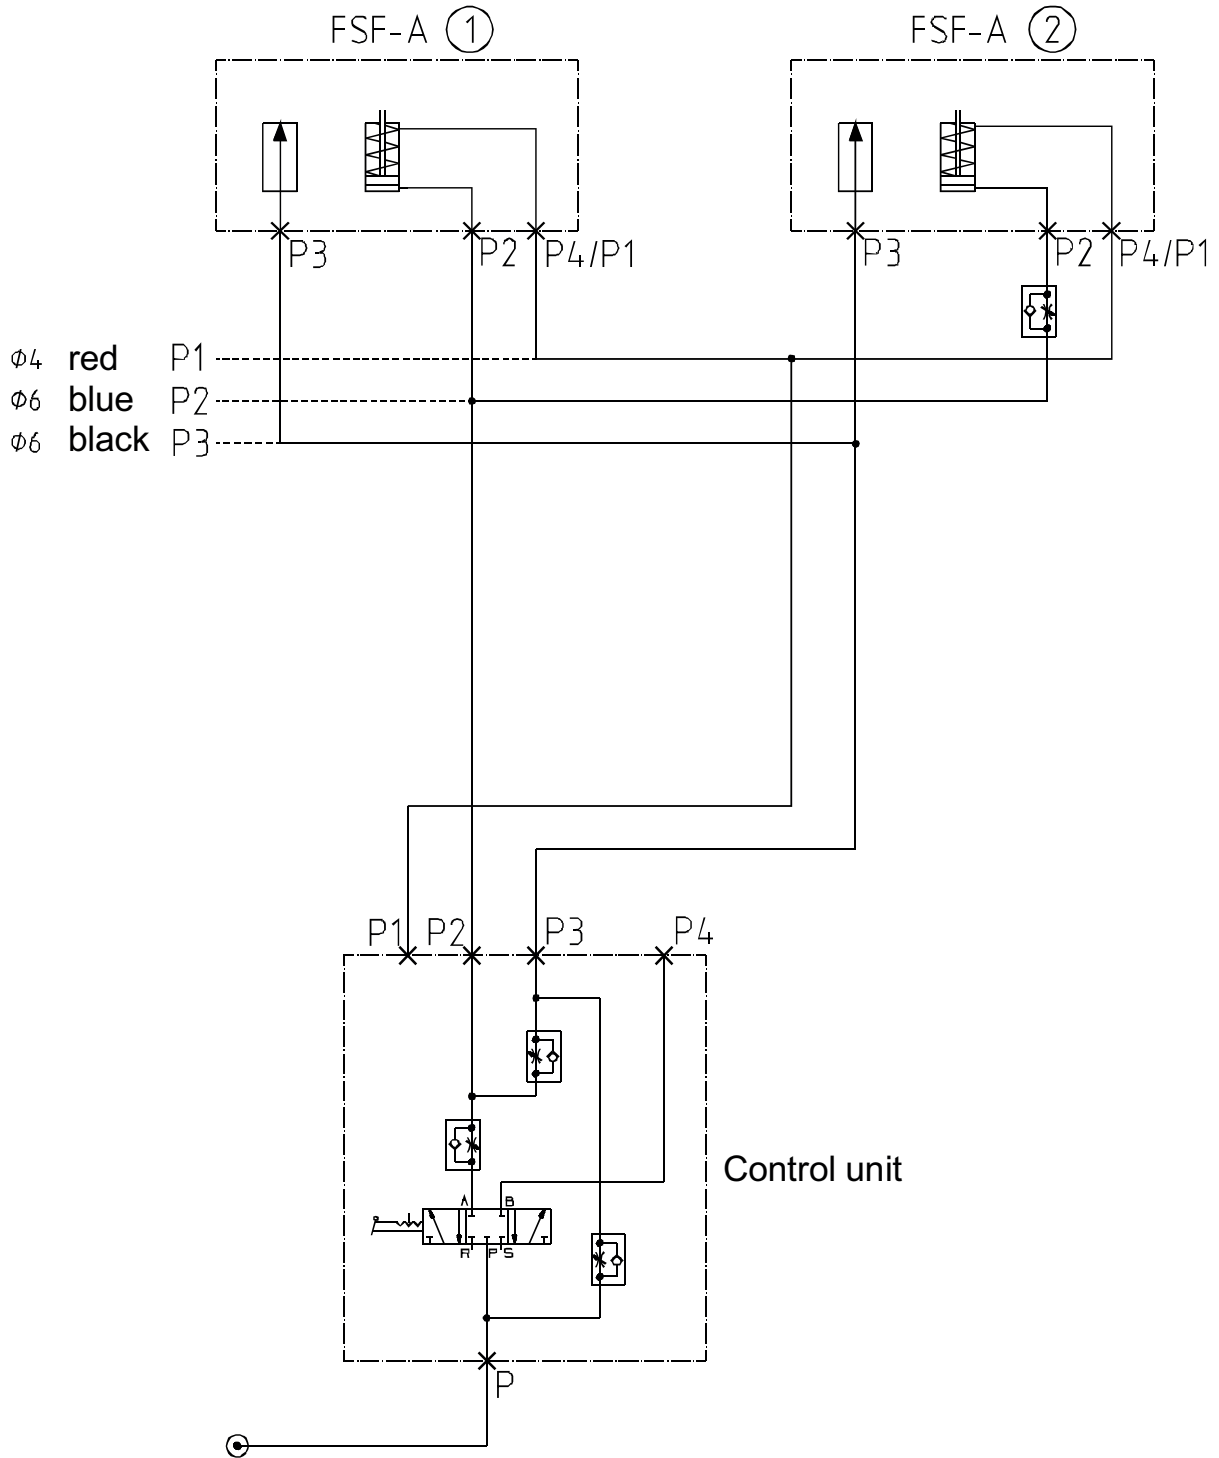 FSF-A 1 FSF-A 2
P3 P2 P4/P1 P3 P2 P4/P1
Φ4 red P1
Φ6 blue P2
Φ6 black P3
P1 P2 P3 P4
Control unit
A B
R P S
P